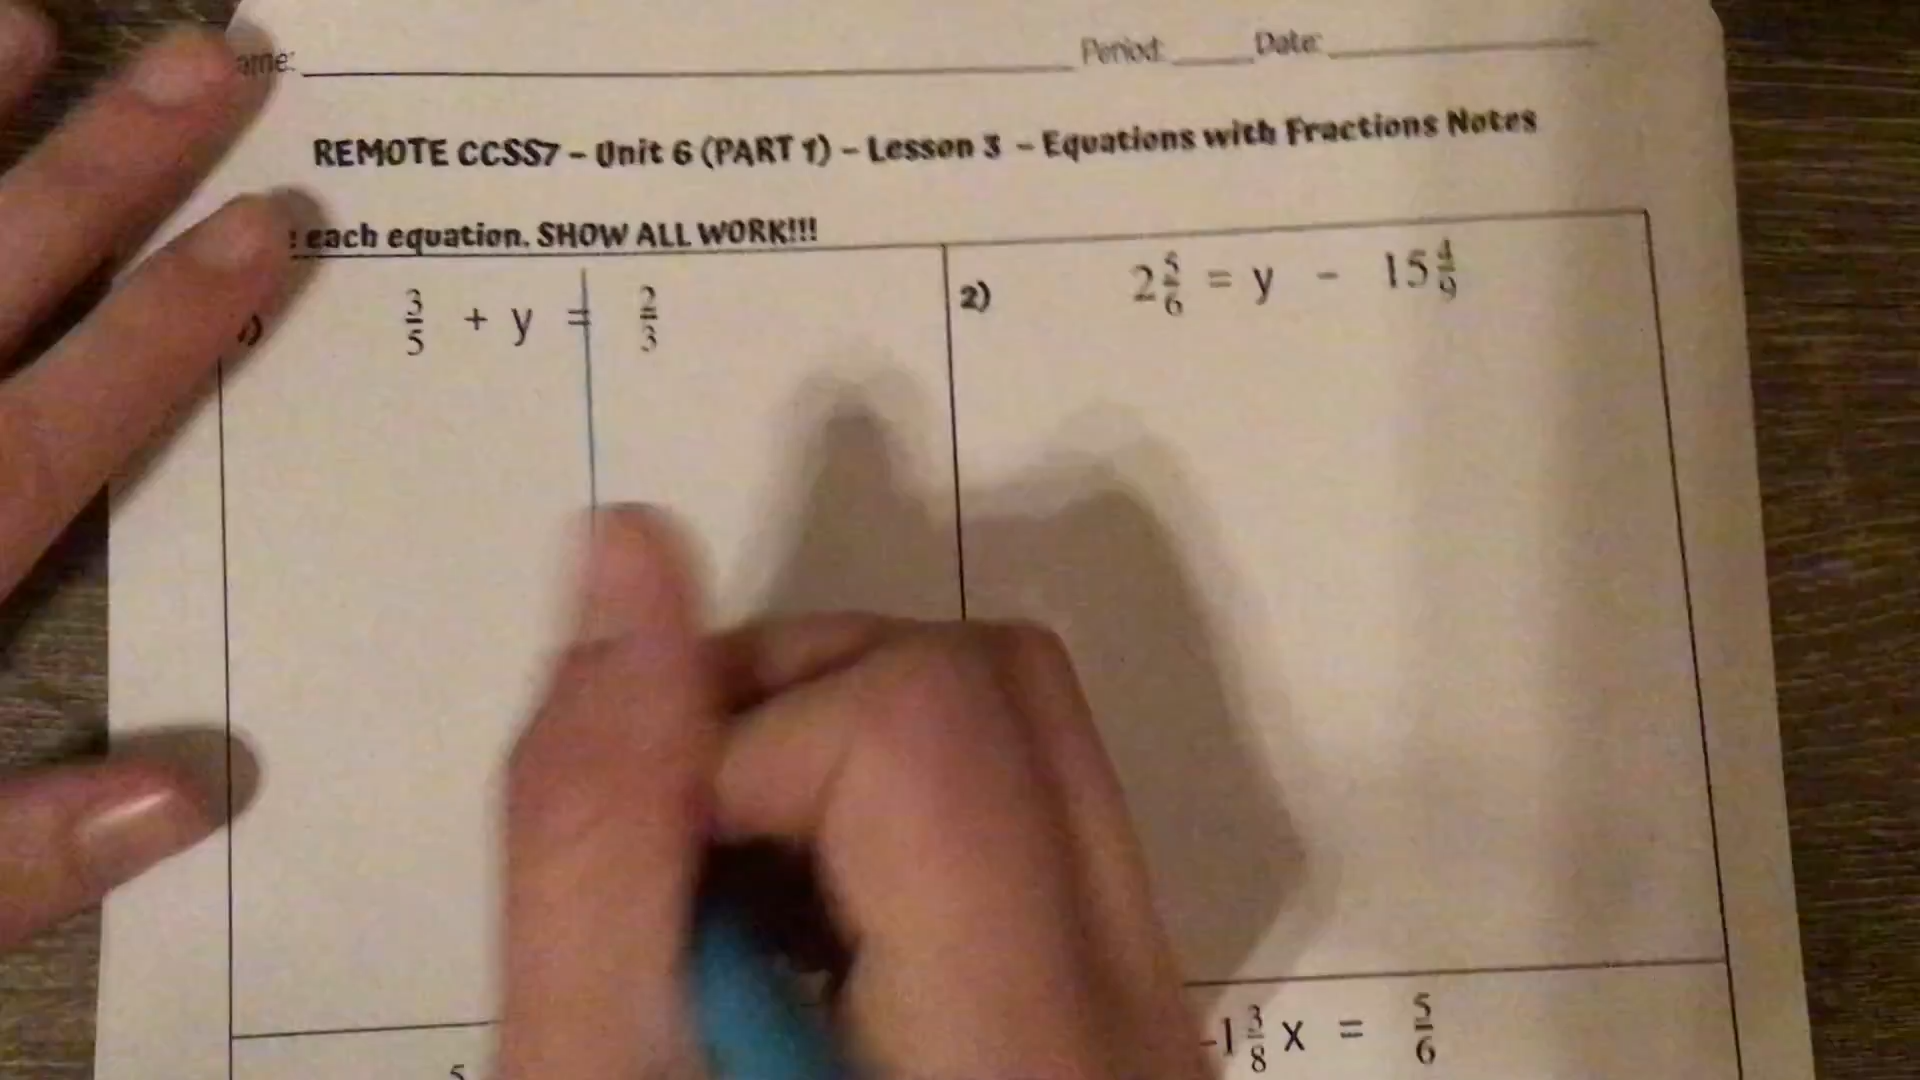 ame: Period: Date:
REMOTE CCSS7 – Unit 6 (PART 1) – Lesson 3 – Equations with Fractions Notes
each equation. SHOW ALL WORK!!!
3/5 + y = 2/3
2) 2 5/6 = y - 15 4/9
-1 3/8 x = 5/6
5